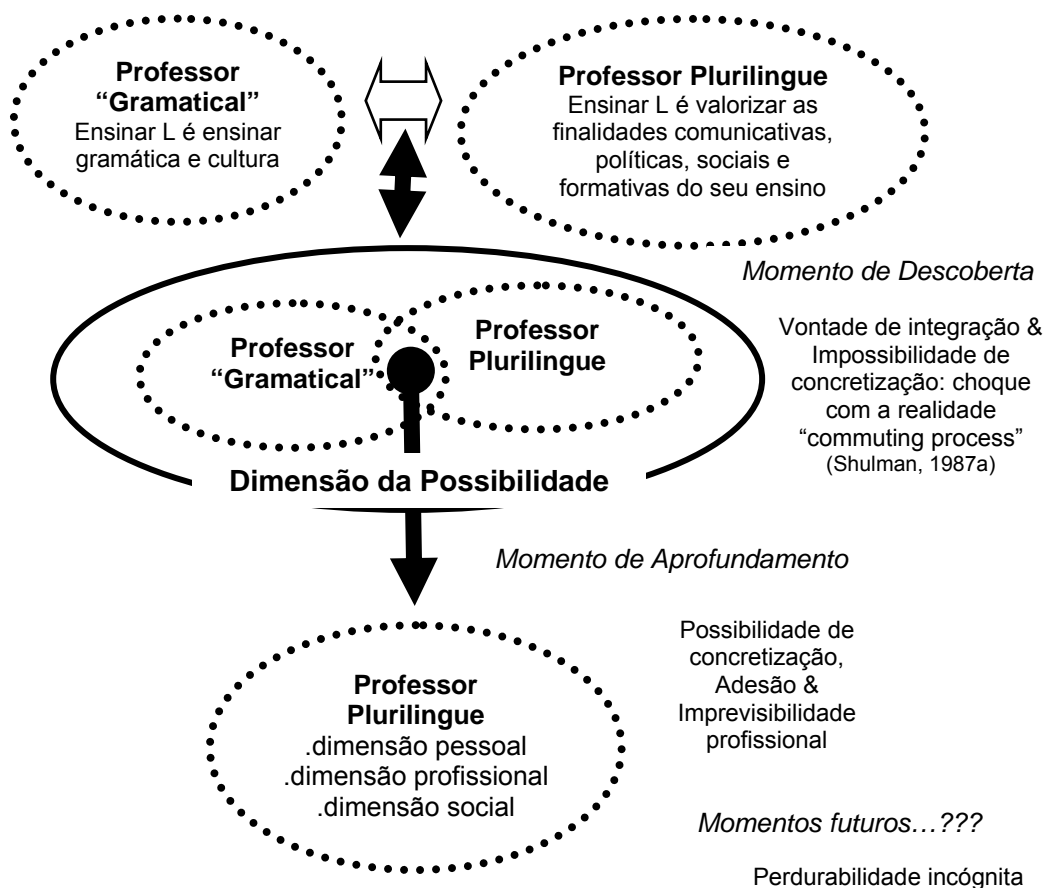 Professor
“Gramatical”
Ensinar L é ensinar
gramática e cultura
Professor Plurilingue
Ensinar L é valorizar as
finalidades comunicativas,
políticas, sociais e
formativas do seu ensino
Momento de Descoberta
Professor
“Gramatical”
Professor
Plurilingue
Vontade de integração &
Impossibilidade de
concretização: choque
com a realidade
“commuting process”
(Shulman, 1987a)
Dimensão da Possibilidade
Momento de Aprofundamento
Possibilidade de
concretização,
Adesão &
Imprevisibilidade
profissional
Professor
Plurilingue
.dimensão pessoal
.dimensão profissional
.dimensão social
Momentos futuros…???
Perdurabilidade incógnita